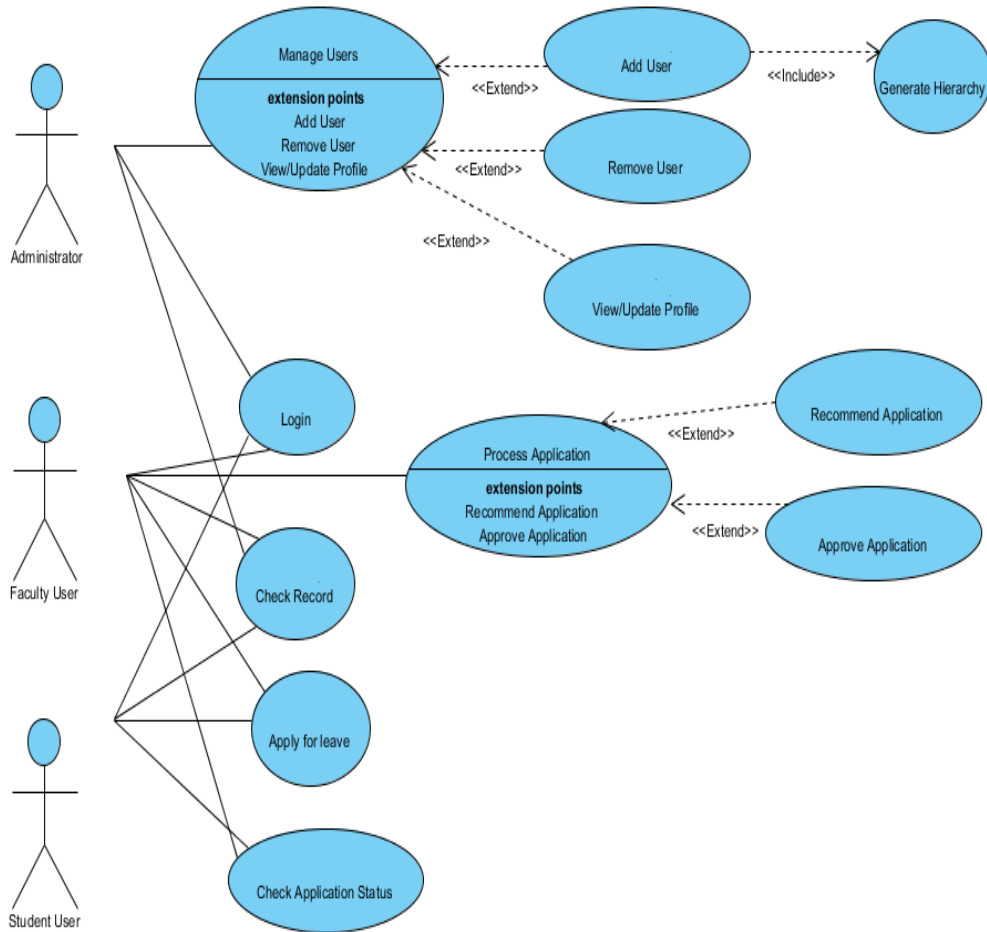 Manage Users
extension points
Add User
Remove User
View/Update Profile
<<Extend>>
Add User
<<Include>>
Generate Hierarchy
<<Extend>>
Remove User
<<Extend>>
View/Update Profile
Administrator
Login
Process Application
extension points
Recommend Application
Approve Application
<<Extend>>
Recommend Application
<<Extend>>
Approve Application
Faculty User
Check Record
Apply for leave
Check Application Status
Student User